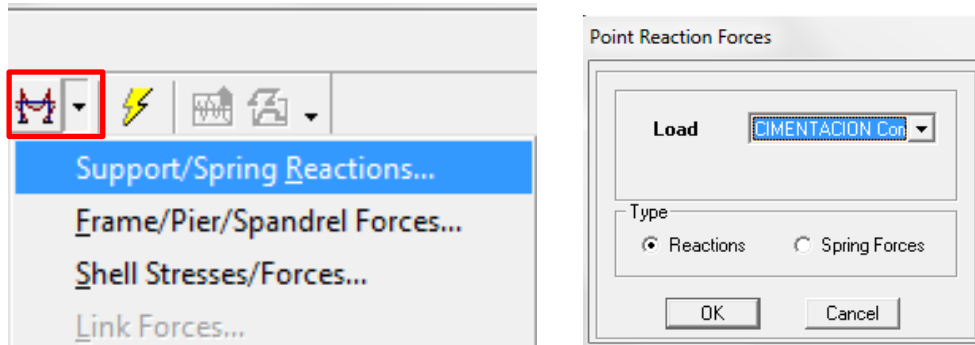 Support/Spring Reactions...
Frame/Pier/Spandrel Forces...
Shell Stresses/Forces...
Link Forces...
Point Reaction Forces
Load CIMENTACION Con
Type
Reactions Spring Forces
OK Cancel